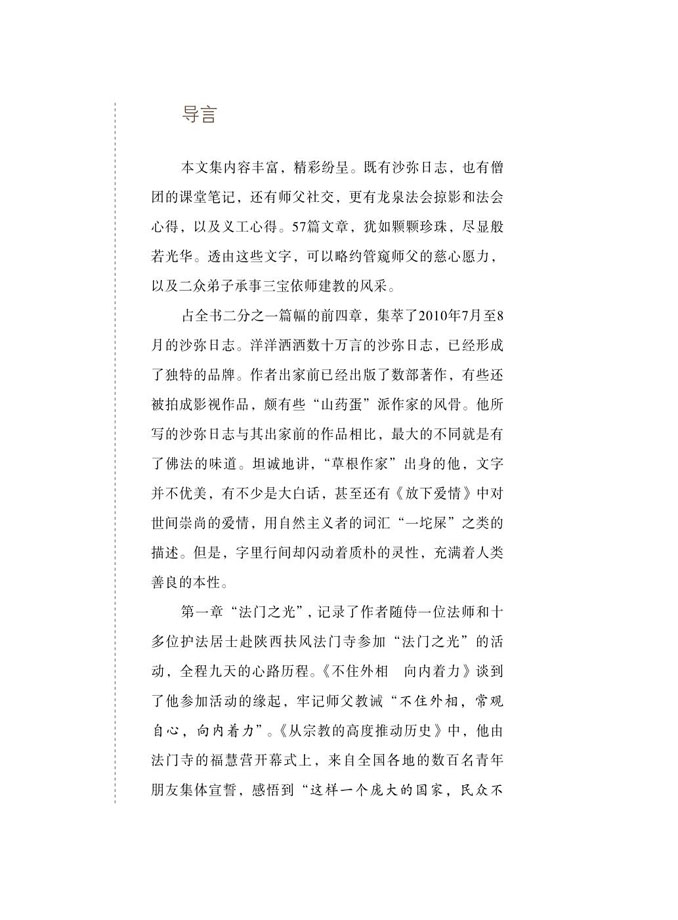 导言
本文集内容丰富，精彩纷呈。既有沙弥日志，也有僧
团的课堂笔记，还有师父社交，更有龙泉法会掠影和法会
心得，以及义工心得。57篇文章，犹如颗颗珍珠，尽显般
若光华。透由这些文字，可以略约管窥师父的慈心愿力，
以及二众弟子承事三宝依师建教的风采。
占全书二分之一篇幅的前四章，集萃了2010年7月至8
月的沙弥日志。洋洋洒洒数十万言的沙弥日志，已经形成
了独特的品牌。作者出家前已经出版了数部著作，有些还
被拍成影视作品，颇有些“山药蛋”派作家的风骨。他所
写的沙弥日志与其出家前的作品相比，最大的不同就是有
了佛法的味道。坦诚地讲，“草根作家”出身的他，文字
并不优美，有不少是大白话，甚至还有《放下爱情》中对
世间崇尚的爱情，用自然主义者的词汇“一坨屎”之类的
描述。但是，字里行间却闪动着质朴的灵性，充满着人类
善良的本性。
第一章“法门之光”，记录了作者随侍一位法师和十
多位护法居士赴陕西扶风法门寺参加“法门之光”的活
动，全程九天的心路历程。《不住外相　向内着力》谈到
了他参加活动的缘起，牢记师父教诫“不住外相，常观
自心，向内着力”。《从宗教的高度推动历史》中，他由
法门寺的福慧营开幕式上，来自全国各地的数百名青年
朋友集体宣誓，感悟到“这样一个庞大的国家，民众不